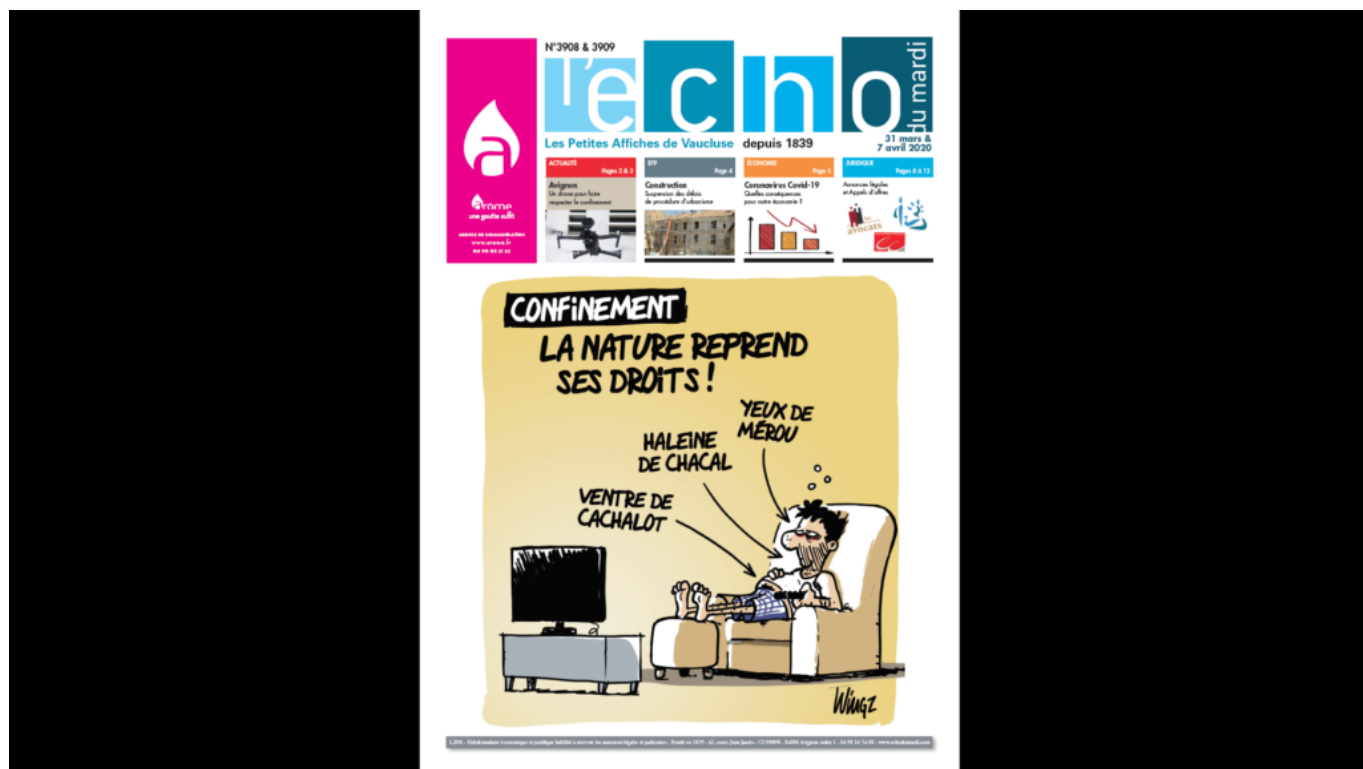 N°3908 & 3909
l'echo
du mardi
Les Petites Affiches de Vaucluse depuis 1839
31 mars &
7 avril 2020
a
arome
une goutte suffit
www.arome.fr
ACTUALITÉ
Pages 2 & 3
Avignon
Un drone pour faire
respecter le confinement
BTP
Page 4
Construction
Suspension des délais
de procédure d'urbanisme
ÉCONOMIE
Page 5
Coronavirus Covid-19
Quelles conséquences
pour notre économie ?
JURIDIQUE
Annonces légales
et Appels d'offres
avocats
CONFINEMENT
LA NATURE REPREND
SES DROITS !
YEUX DE
MÉROU
HALEINE
DE CHACAL
VENTRE DE
CACHALOT
Wingz